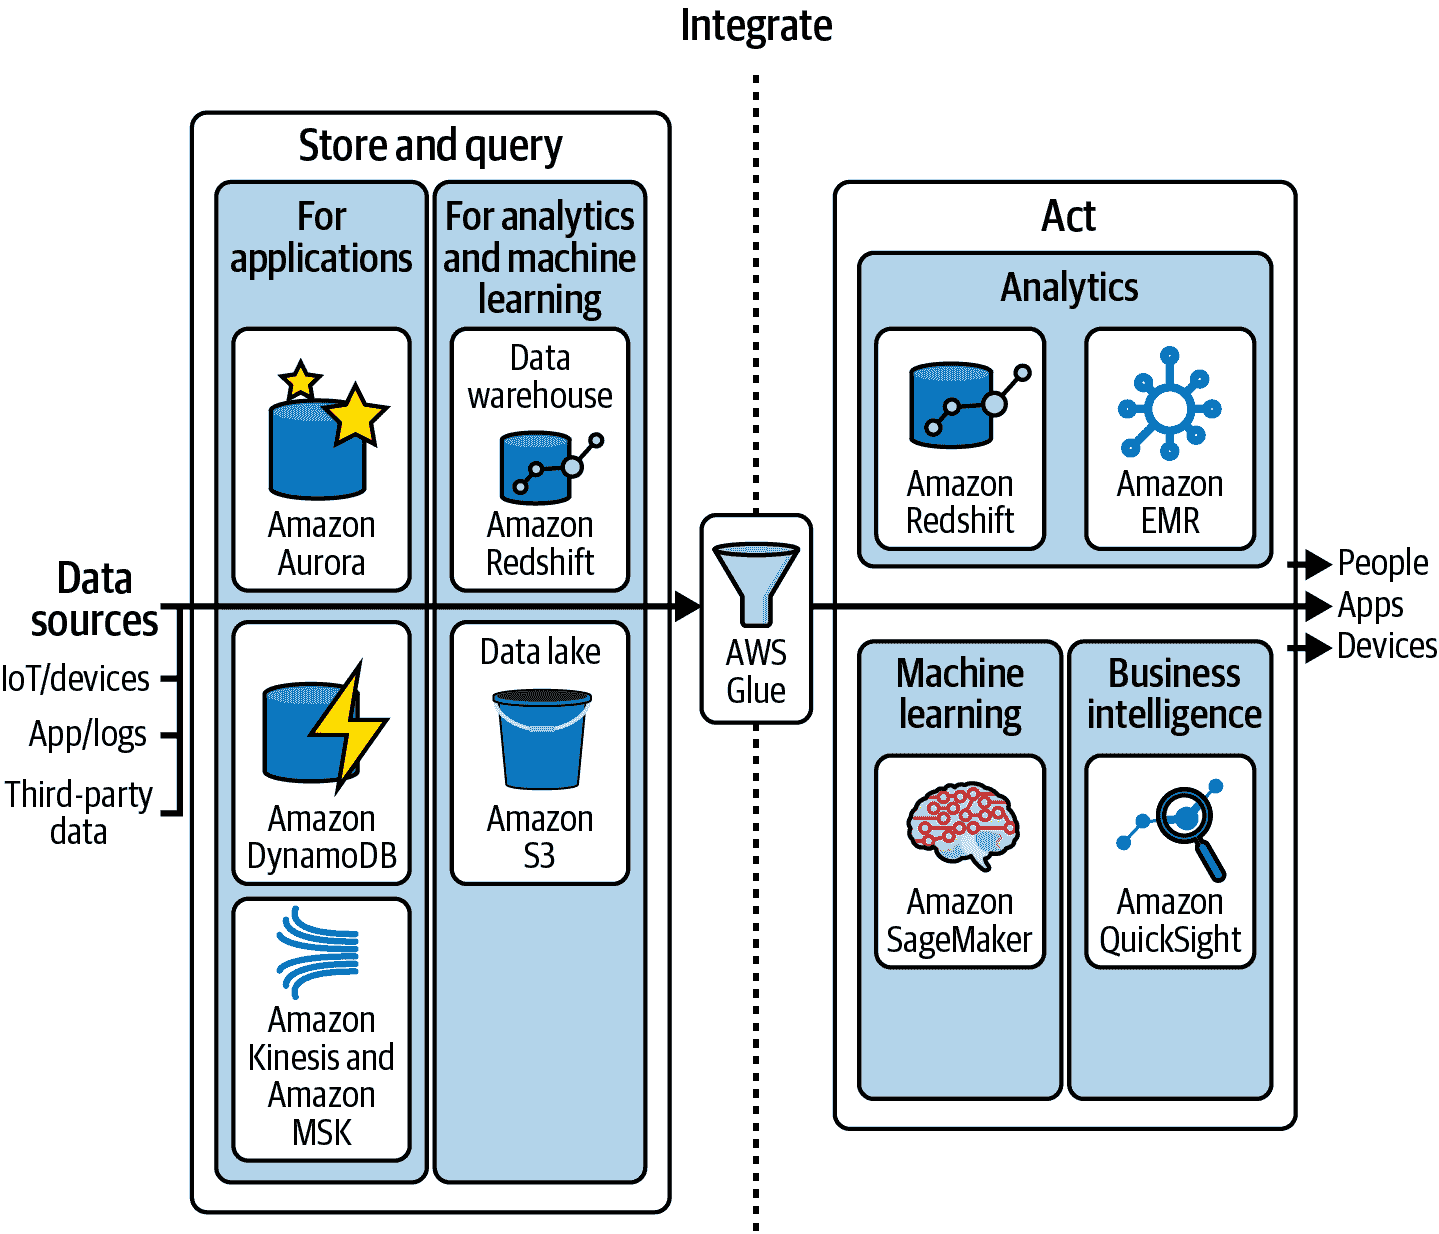 Integrate
Store and query
For
applications
For analytics
and machine
learning
Amazon
Aurora
Data
warehouse
Amazon
Redshift
Data
sources
IoT/devices
App/logs
Third-party
data
Amazon
DynamoDB
Data lake
Amazon
S3
Amazon
Kinesis and
Amazon
MSK
AWS
Glue
Act
Analytics
Amazon
Redshift
Amazon
EMR
Machine
learning
Amazon
SageMaker
Business
intelligence
Amazon
QuickSight
People
Apps
Devices